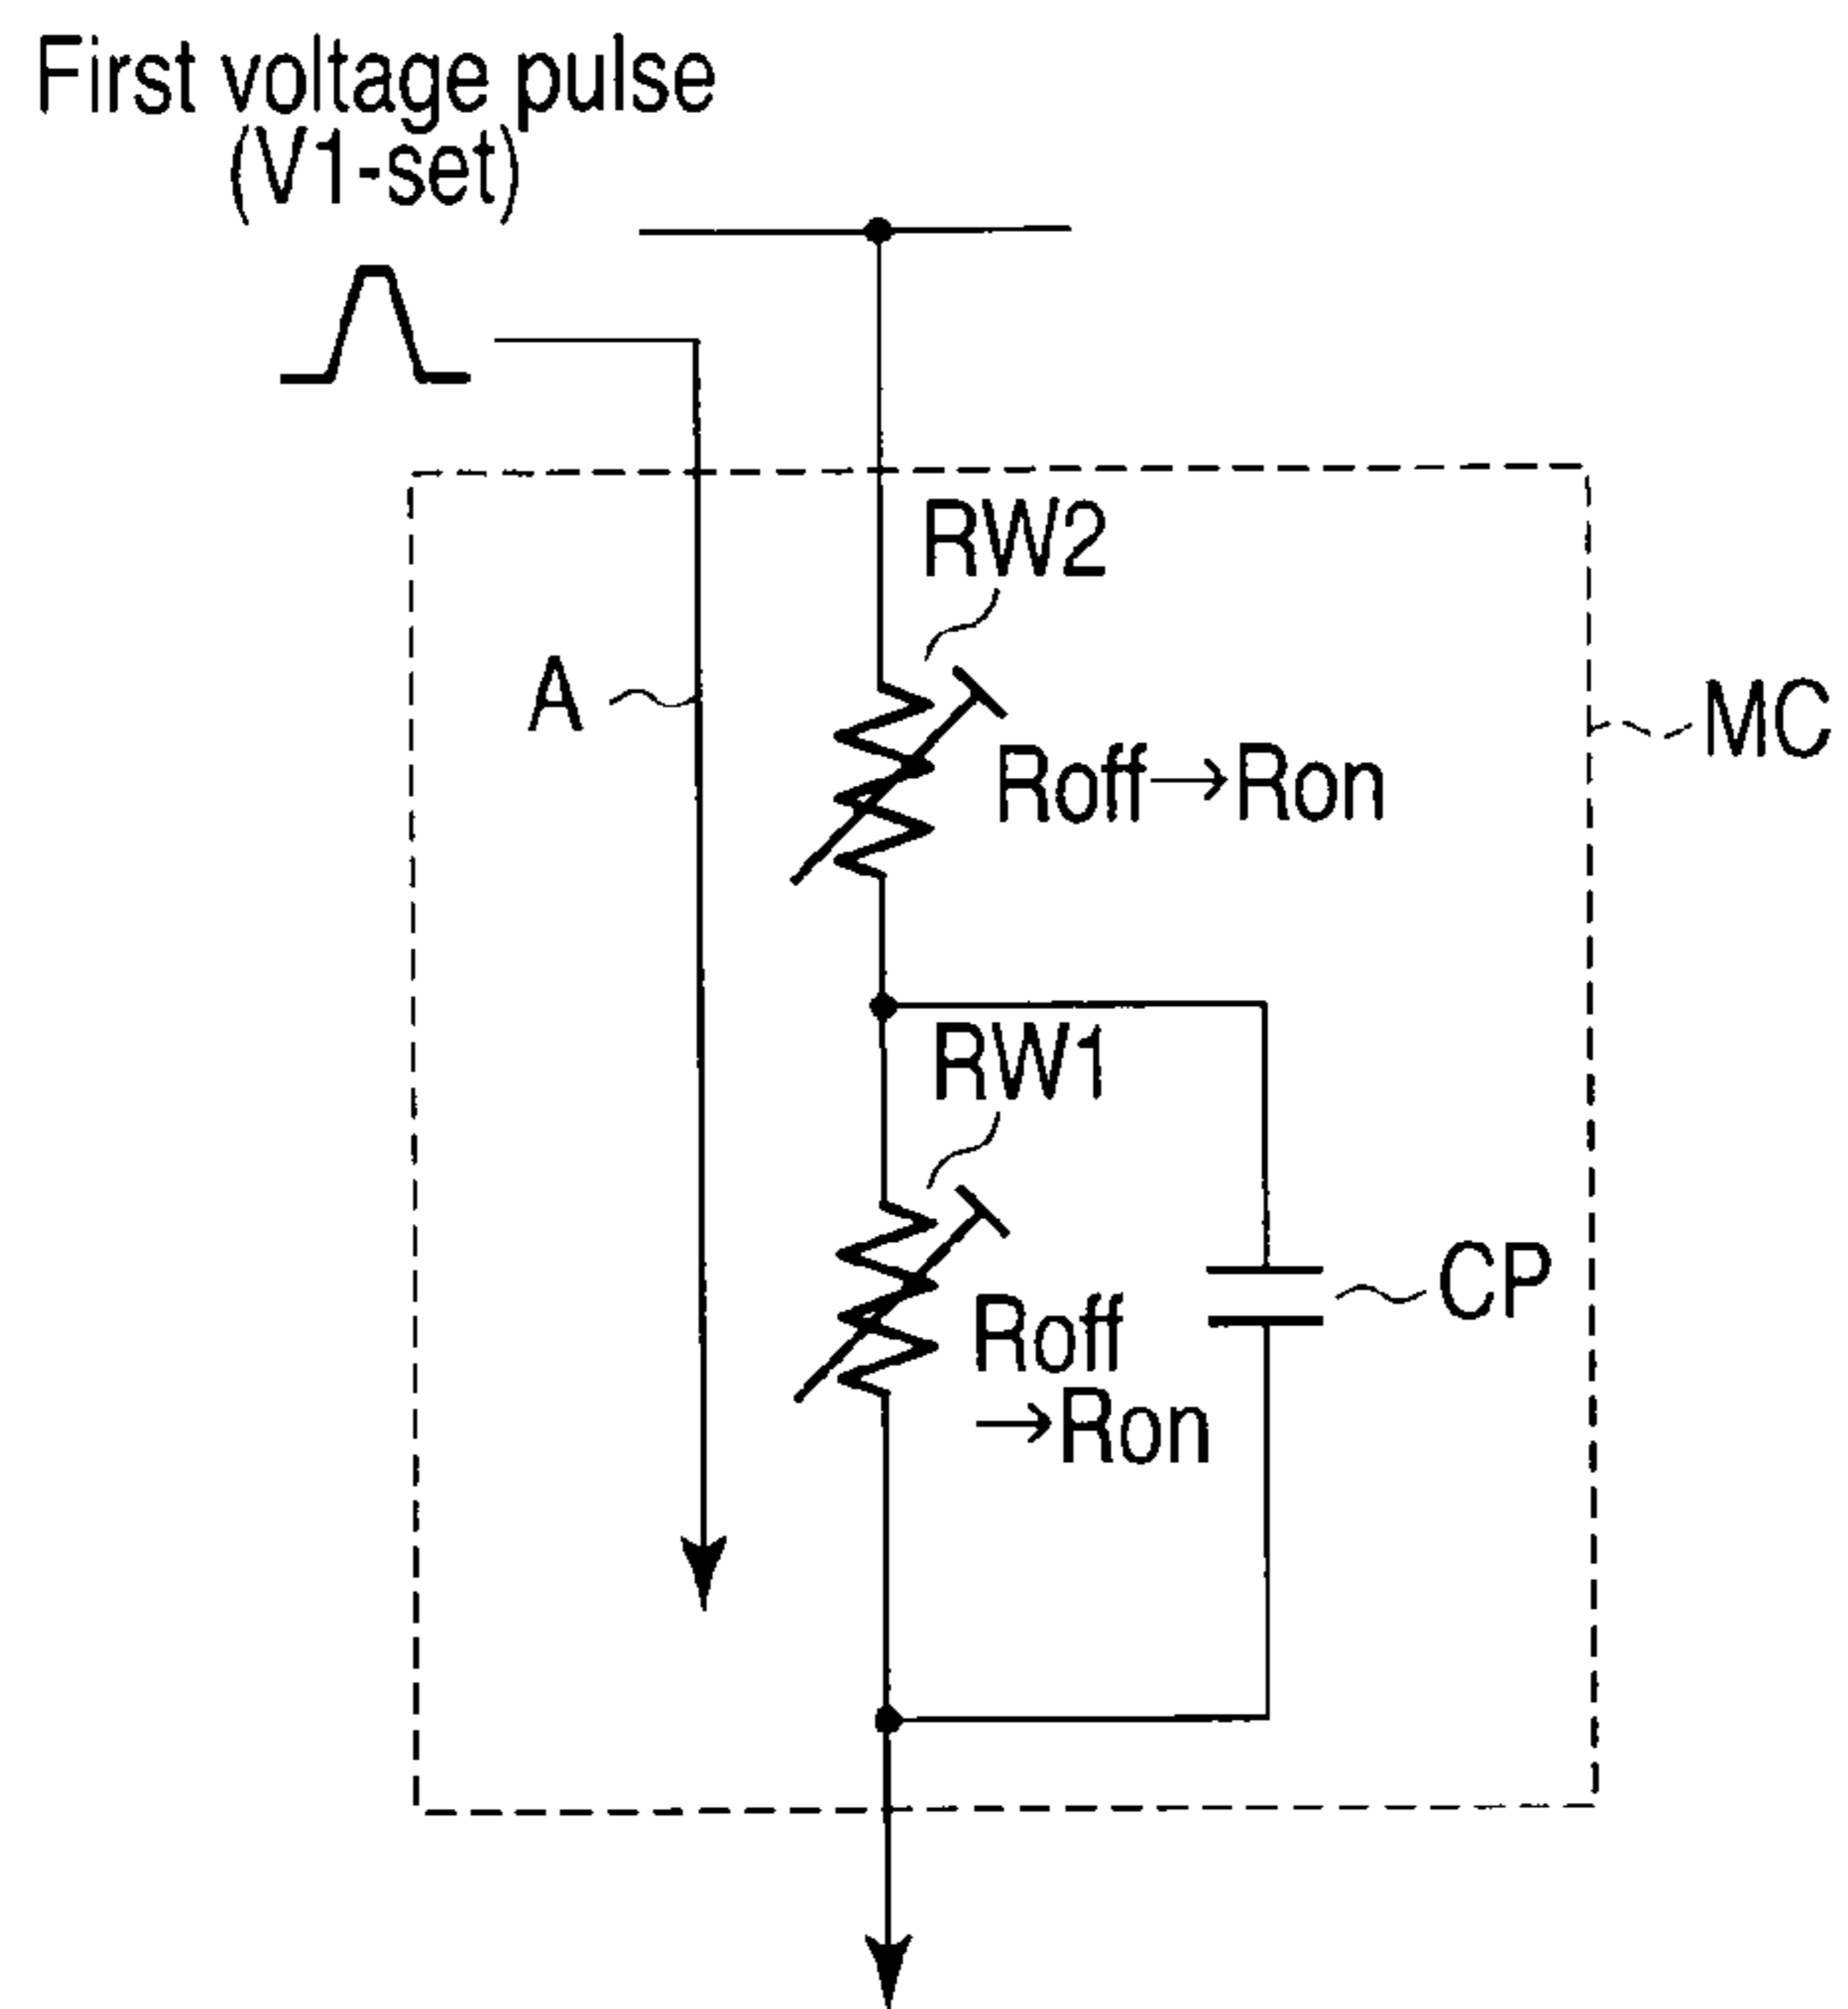 First voltage pulse
(V1-set)
RW2
A
MC
Roff→Ron
RW1
CP
Roff
→Ron